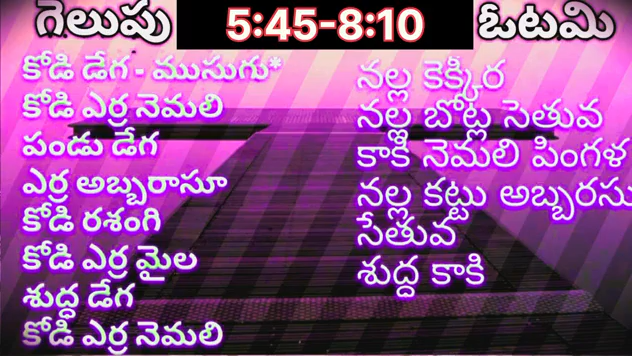 గెలుపు 5:45-8:10 ఓటమి
కోడి డేగ - ముసుగు*
కోడి ఎర్ర నెమలి
పండు డేగ
ఎర్ర అబ్బరాసూ
కోడి రశంగి
కోడి ఎర్ర మైల
శుద్ధ డేగ
కోడి ఎర్ర నెమలి
నల్ల కెక్కిర
నల్ల బోట్ల సెతువ
కాకి నెమలి పింగళ
నల్ల కట్టు అబ్బరసు
సేతువ
శుద్ధ కాకి